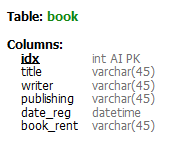 Table: book
Columns:
idx int AI PK
title varchar(45)
writer varchar(45)
publishing varchar(45)
date_reg datetime
book_rent varchar(45)